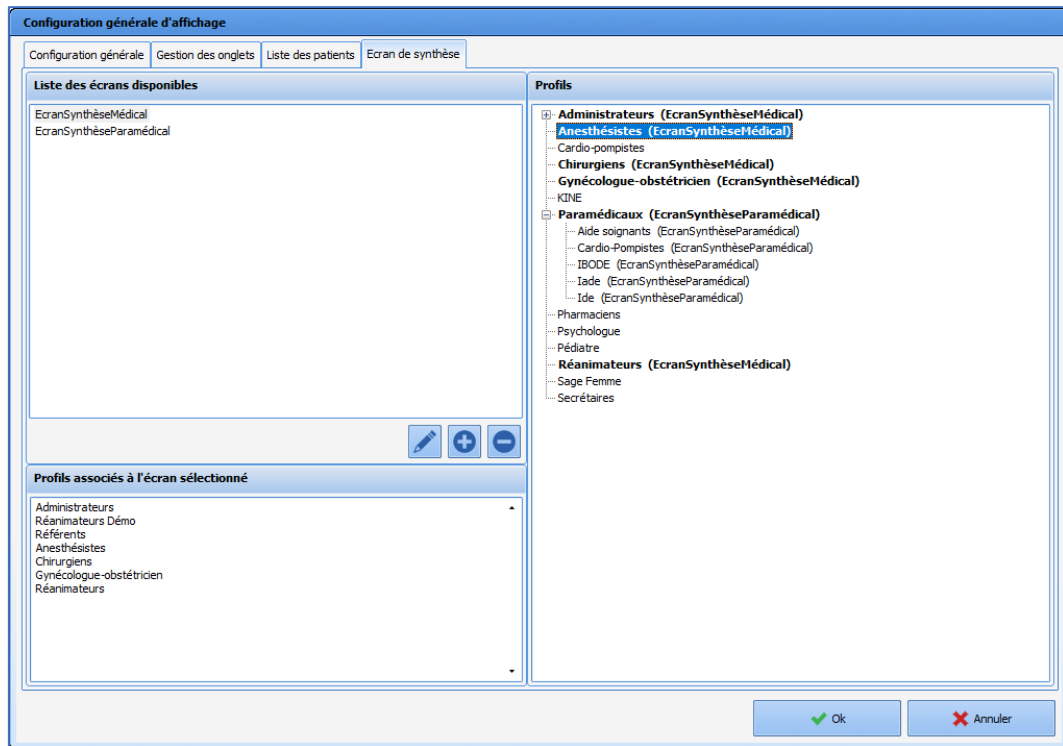 Configuration générale d'affichage
Configuration générale
Gestion des onglets
Liste des patients
Ecran de synthèse
Liste des écrans disponibles
EcranSynthèseMédical
EcranSynthèseParamédical
Profils associés à l'écran sélectionné
Administrateurs
Réanimateurs Démo
Référents
Anesthésistes
Chirurgiens
Gynécologue-obstétricien
Réanimateurs
Profils
Administrateurs (EcranSynthèseMédical)
Anesthésistes (EcranSynthèseMédical)
Cardio-pompistes
Chirurgiens (EcranSynthèseMédical)
Gynécologue-obstétricien (EcranSynthèseMédical)
KINE
Paramédicaux (EcranSynthèseParamédical)
Aide soignants (EcranSynthèseParamédical)
Cardio-Pompistes (EcranSynthèseParamédical)
IBODE (EcranSynthèseParamédical)
Iade (EcranSynthèseParamédical)
Ide (EcranSynthèseParamédical)
Pharmaciens
Psychologue
Pédiatre
Réanimateurs (EcranSynthèseMédical)
Sage Femme
Secrétaires
Ok
Annuler